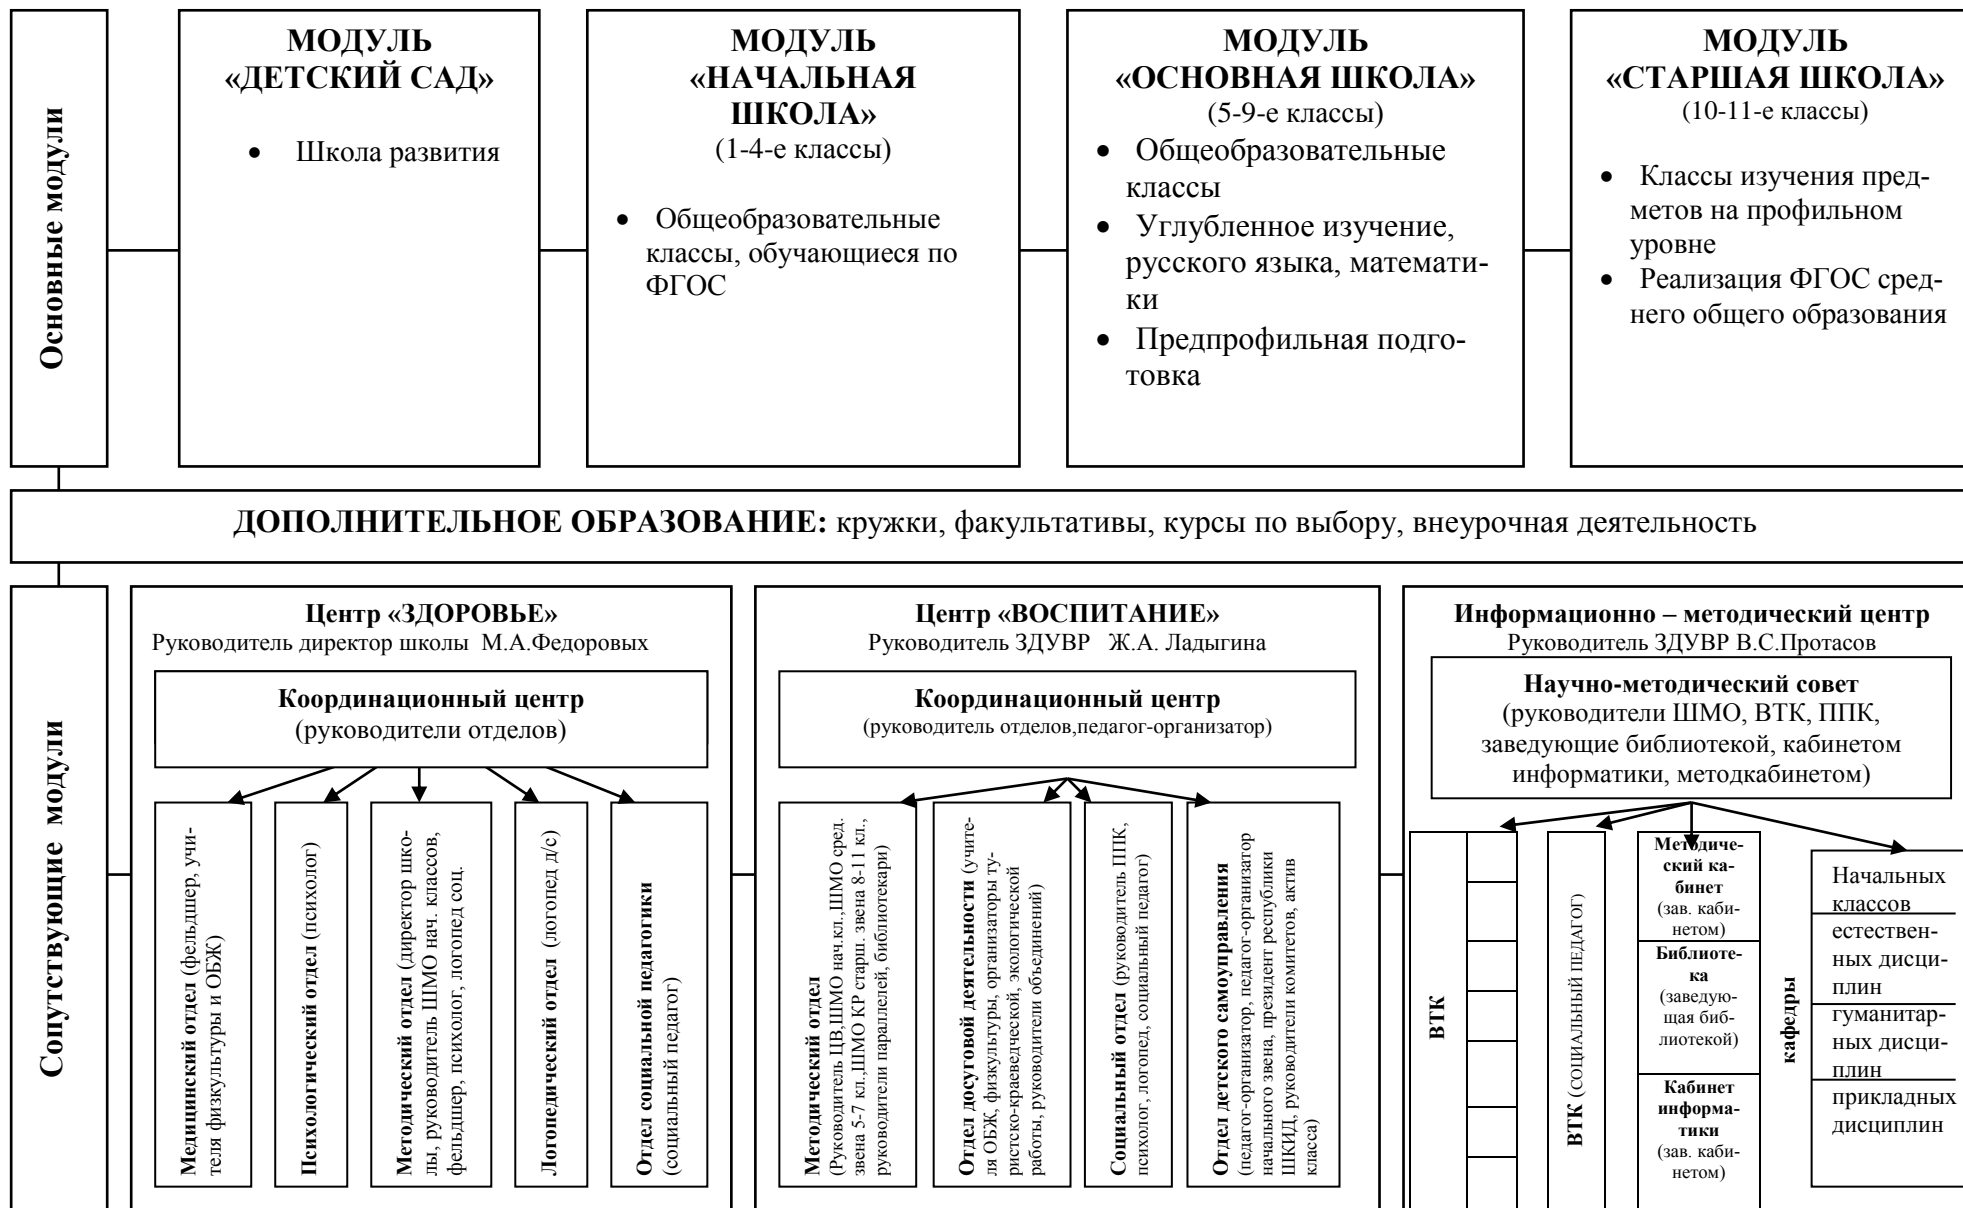 Основные модули
МОДУЛЬ
«ДЕТСКИЙ САД»
• Школа развития
МОДУЛЬ
«НАЧАЛЬНАЯ
ШКОЛА»
(1-4-е классы)
• Общеобразовательные
классы, обучающиеся по
ФГОС
МОДУЛЬ
«ОСНОВНАЯ ШКОЛА»
(5-9-е классы)
• Общеобразовательные
классы
• Углубленное изучение,
русского языка, математи-
ки
• Предпрофильная подго-
товка
МОДУЛЬ
«СТАРШАЯ ШКОЛА»
(10-11-е классы)
• Классы изучения пред-
метов на профильном
уровне
• Реализация ФГОС сред-
него общего образования
ДОПОЛНИТЕЛЬНОЕ ОБРАЗОВАНИЕ: кружки, факультативы, курсы по выбору, внеурочная деятельность
Сопутствующие модули
Центр «ЗДОРОВЬЕ»
Руководитель директор школы М.А.Федоровых
Координационный центр
(руководители отделов)
Медицинский отдел (фельдшер, учи-
теля физкультуры и ОБЖ)
Психологический отдел (психолог)
Методический отдел (директор шко-
лы, руководитель ШМО нач. классов,
фельдшер, психолог, логопед соц.
Логопедический отдел (логопед д/с)
Отдел социальной педагогики
(социальный педагог)
Центр «ВОСПИТАНИЕ»
Руководитель ЗДУВР Ж.А. Ладыгина
Координационный центр
(руководитель отделов,педагог-организатор)
Методический отдел
(Руководитель ЦВ,ШМО нач.кл.,ШМО сред.
звена 5-7 кл.,ШМО КР старш. звена 8-11 кл.,
руководители параллелей, библиотекари)
Отдел досуговой деятельности (учите-
ля ОБЖ, физкультуры, организаторы ту-
ристско-краеведческой, экологической
работы, руководители объединений)
Социальный отдел (руководитель ППК,
психолог, логопед, социальный педагог)
Отдел детского самоуправления
(педагог-организатор, педагог-организатор
начального звена, президент республики
ШКИД, руководители комитетов, актив
класса)
Информационно – методический центр
Руководитель ЗДУВР В.С.Протасов
Научно-методический совет
(руководители ШМО, ВТК, ППК,
заведующие библиотекой, кабинетом
информатики, методкабинетом)
ВТК
ВТК (СОЦИАЛЬНЫЙ ПЕДАГОГ)
Методиче-
ский ка-
бинет
(зав. каби-
нетом)
Библиоте-
ка
(заведую-
щая биб-
лиотекой)
Кабинет
информа-
тики
(зав. каби-
нетом)
кафедры
Начальных
классов
естествен-
ных дисци-
плин
гуманитар-
ных дисци-
плин
прикладных
дисциплин